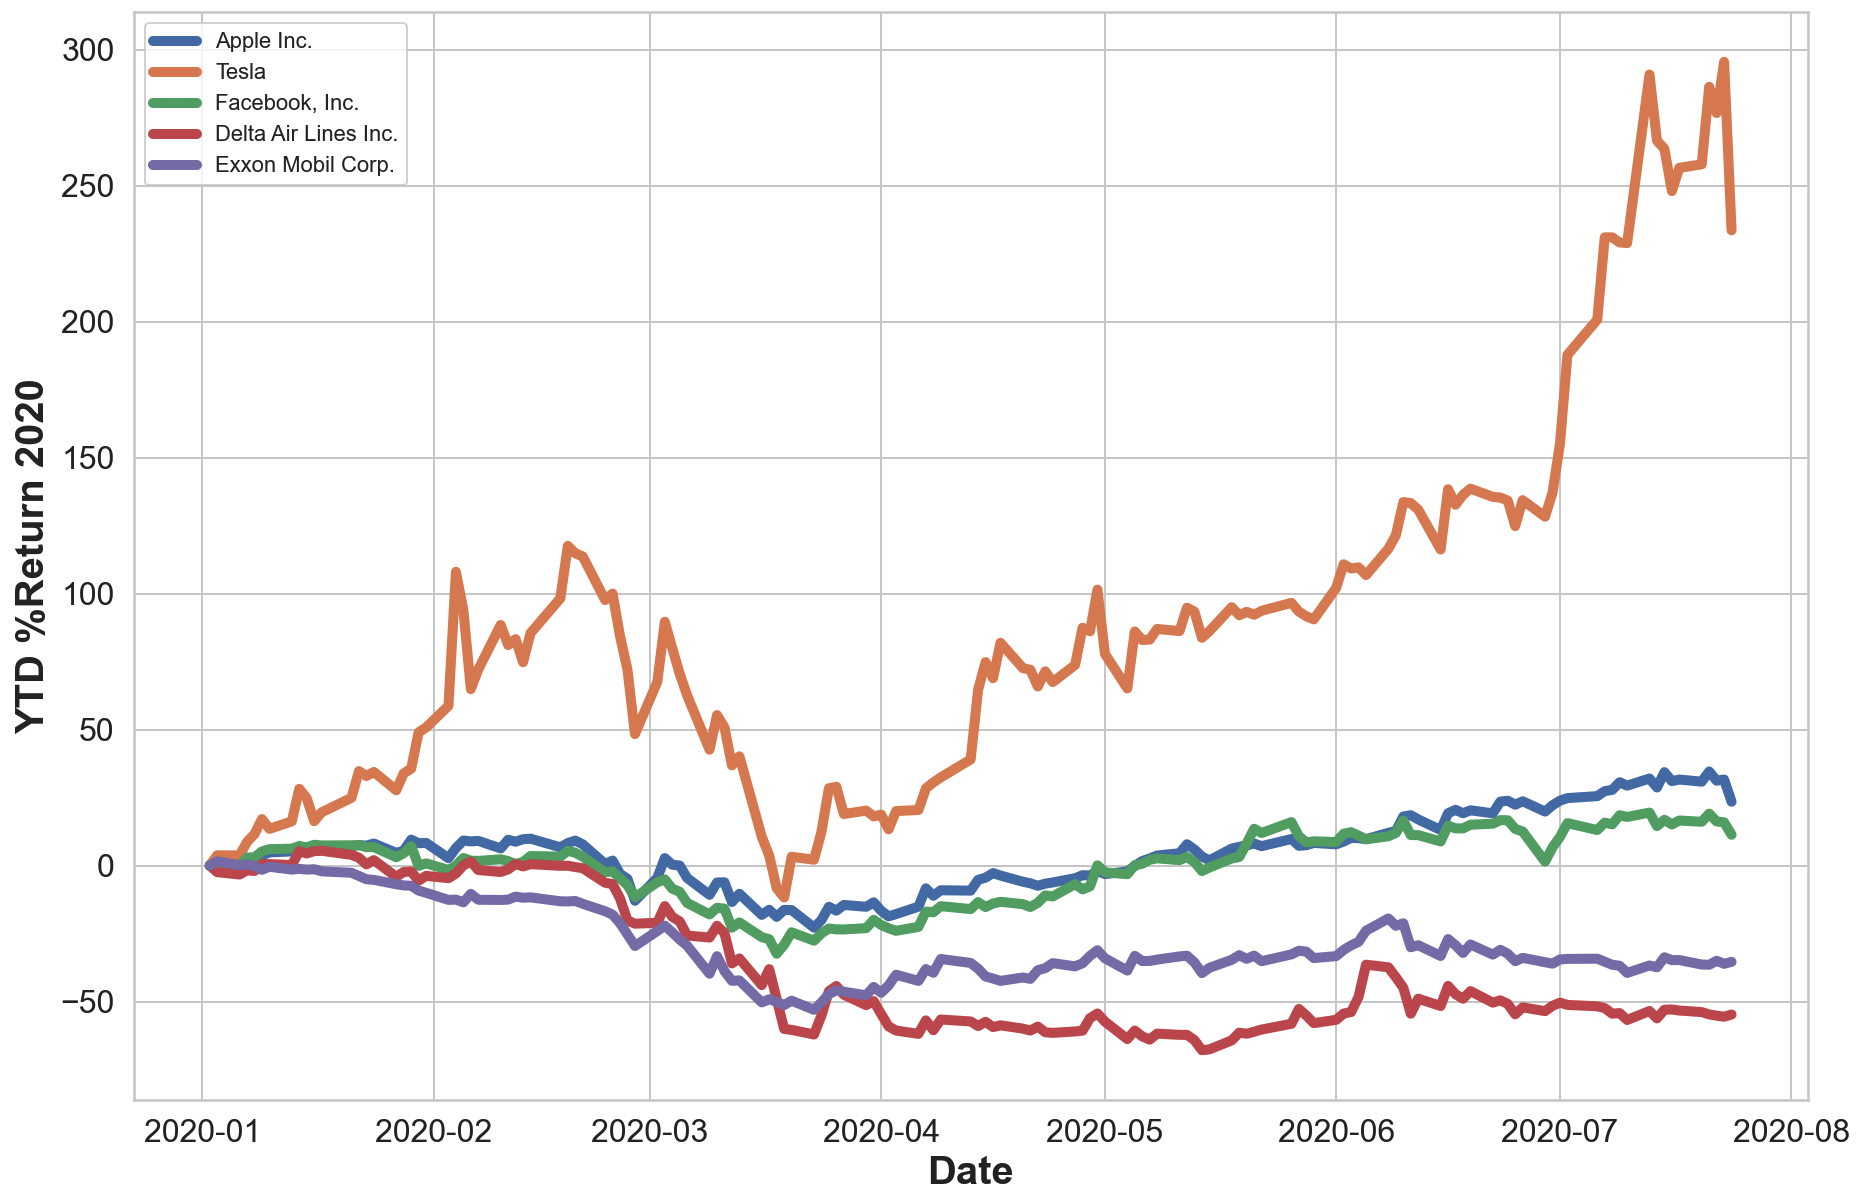 Apple Inc.
Tesla
Facebook, Inc.
Delta Air Lines Inc.
Exxon Mobil Corp.
YTD %Return 2020
300
250
200
150
100
50
0
−50
2020-01 2020-02 2020-03 2020-04 2020-05 2020-06 2020-07 2020-08
Date